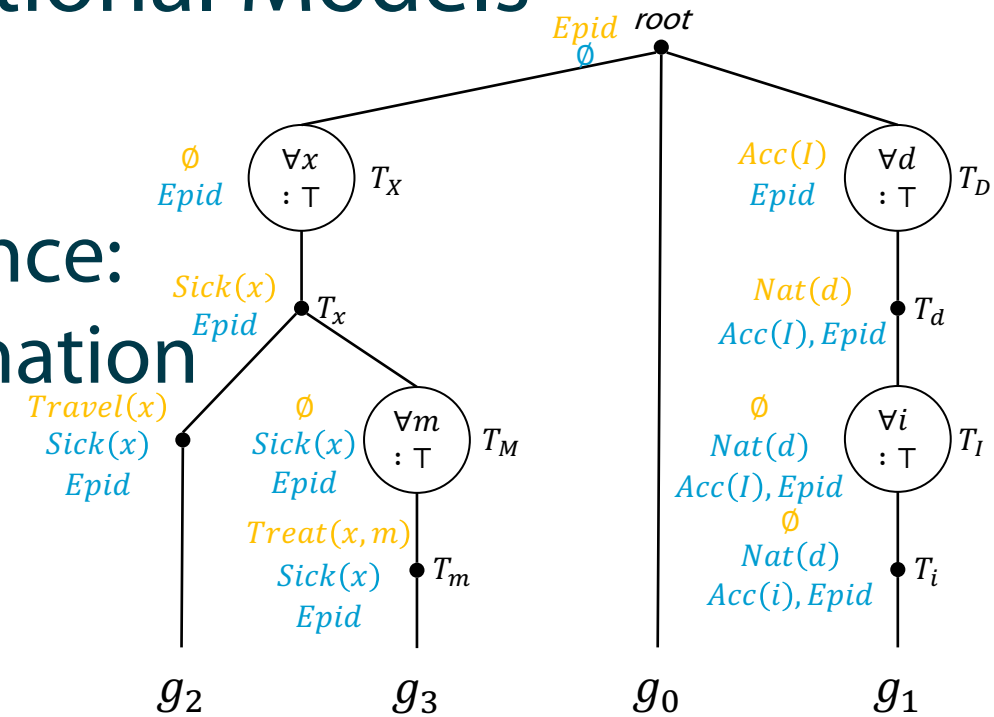 tional Models
nce:
nation
Epid
∅
root
∅
Epid
∀x
: ⊤
T_X
Acc(I)
Epid
∀d
: ⊤
T_D
Sick(x)
Epid
T_x
Nat(d)
Acc(I), Epid
T_d
Travel(x)
Sick(x)
Epid
∅
Sick(x)
Epid
∀m
: ⊤
T_M
∅
Nat(d)
Acc(I), Epid
∀i
: ⊤
T_I
Treat(x, m)
Sick(x)
Epid
T_m
∅
Nat(d)
Acc(i), Epid
T_i
g_2
g_3
g_0
g_1